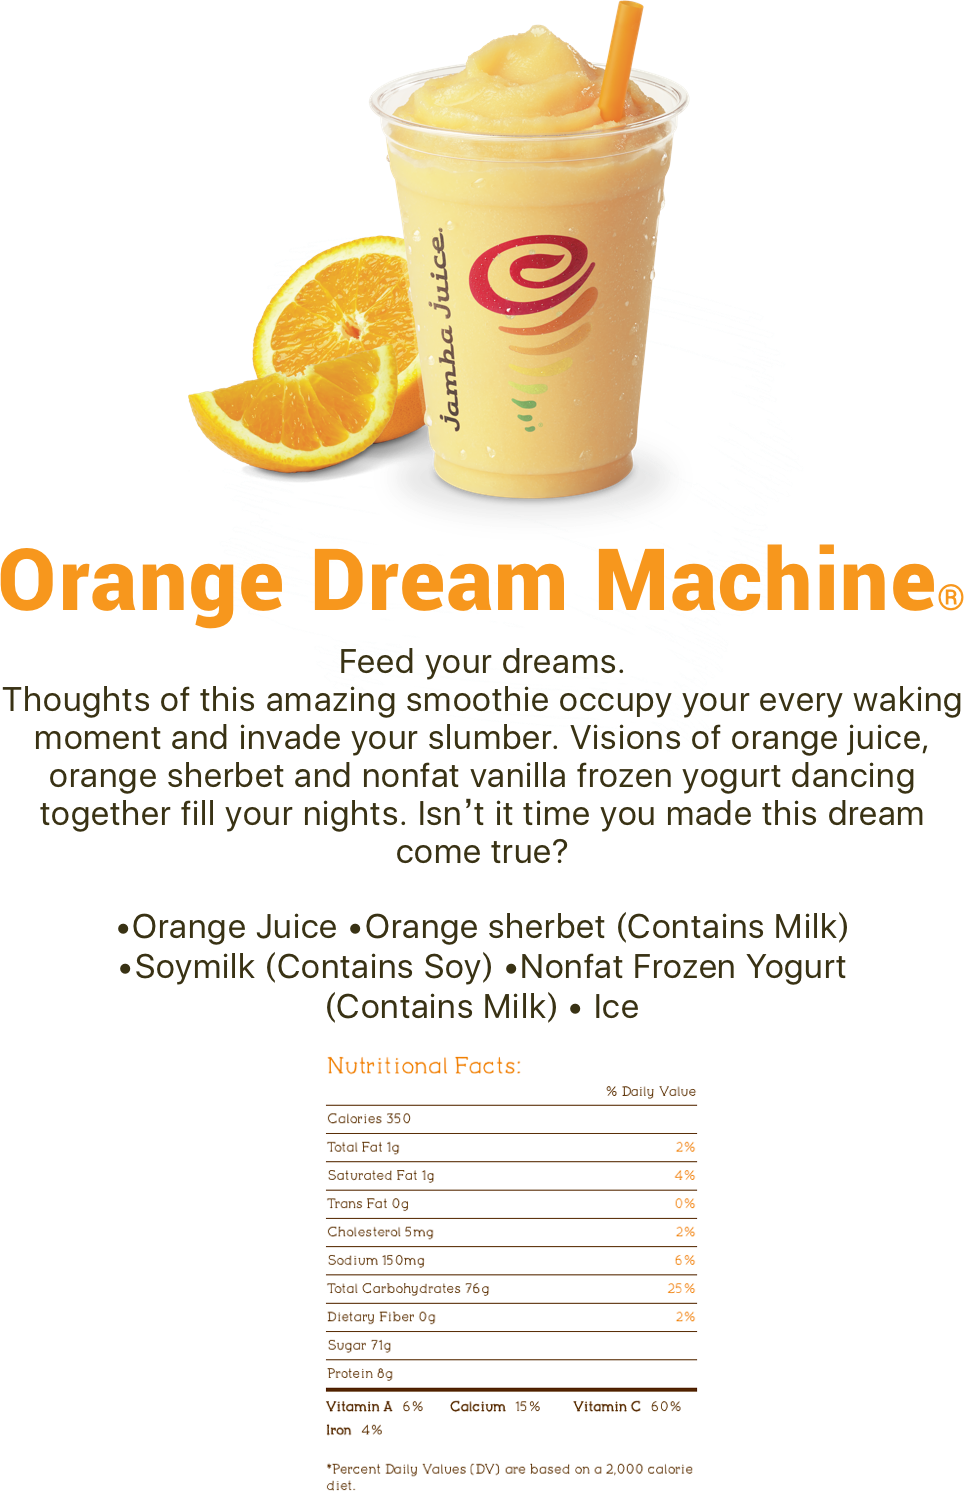 jamba juice.
Orange Dream Machine®
Feed your dreams.
Thoughts of this amazing smoothie occupy your every waking
moment and invade your slumber. Visions of orange juice,
orange sherbet and nonfat vanilla frozen yogurt dancing
together fill your nights. Isn’t it time you made this dream
come true?
•Orange Juice •Orange sherbet (Contains Milk)
•Soymilk (Contains Soy) •Nonfat Frozen Yogurt
(Contains Milk) • Ice
Nutritional Facts:
% Daily Value
Calories 350
Total Fat 1g 2%
Saturated Fat 1g 4%
Trans Fat 0g 0%
Cholesterol 5mg 2%
Sodium 150mg 6%
Total Carbohydrates 76g 25%
Dietary Fiber 0g 2%
Sugar 71g
Protein 8g
Vitamin A 6% Calcium 15% Vitamin C 60%
Iron 4%
*Percent Daily Values (DV) are based on a 2,000 calorie
diet.